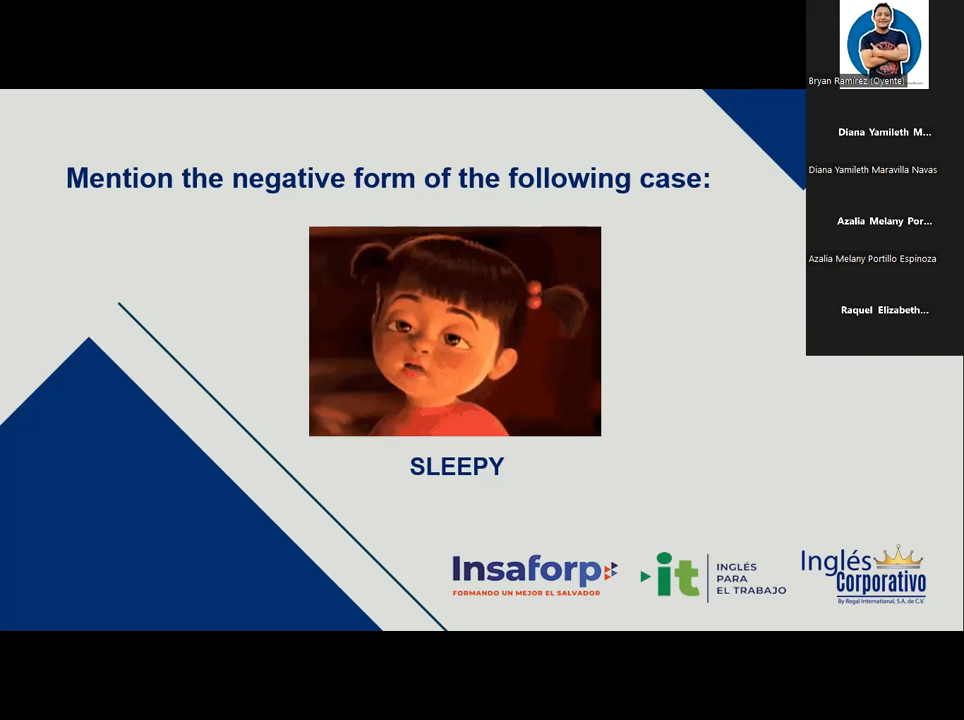 Bryan Ramirez (Oyente)
Diana Yamileth M...
Diana Yamileth Maravilla Navas
Mention the negative form of the following case:
Azalia Melany Por...
Azalia Melany Portillo Espinoza
Raquel Elizabeth...
SLEEPY
Insaforp
FORMANDO UN MEJOR EL SALVADOR
it
INGLÉS
PARA
EL TRABAJO
Inglés
Corporativo
By Regal International, S.A. de C.V.